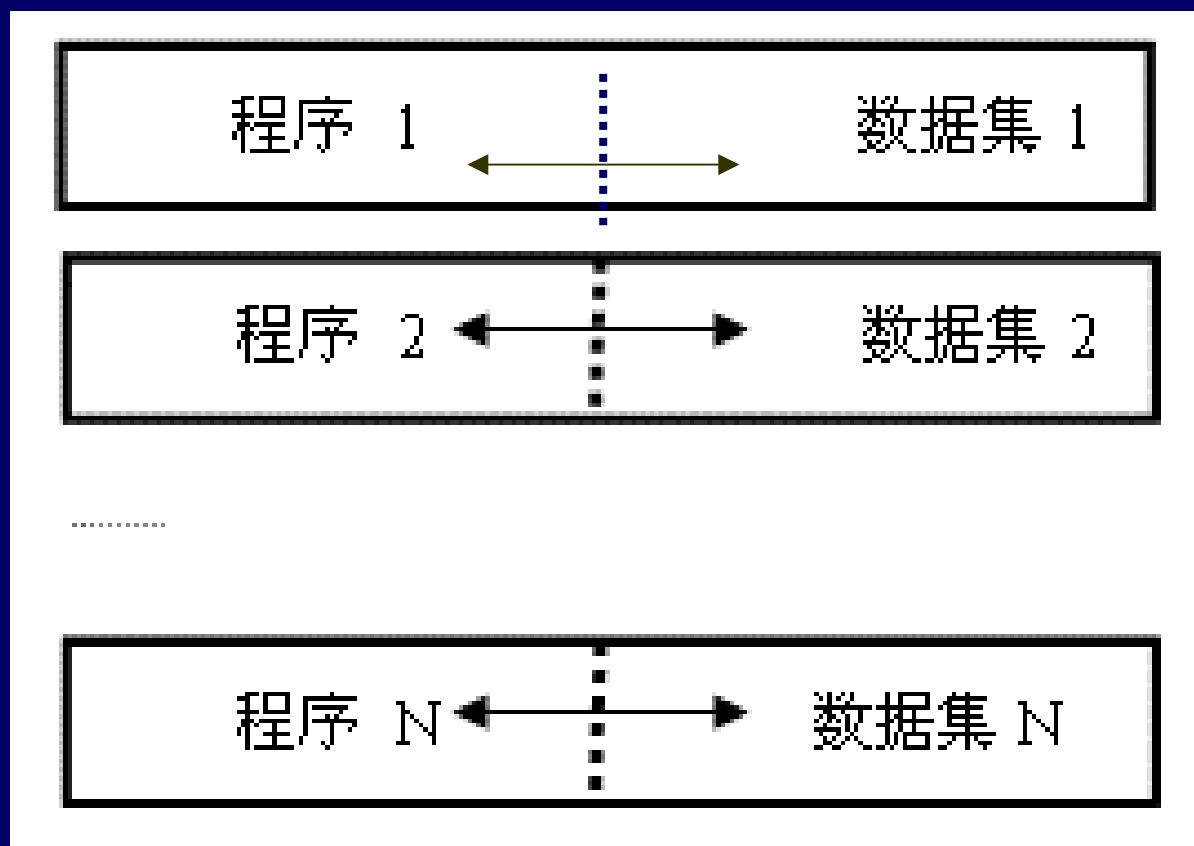 程序 1 数据集 1
程序 2 数据集 2
............
程序 N 数据集 N